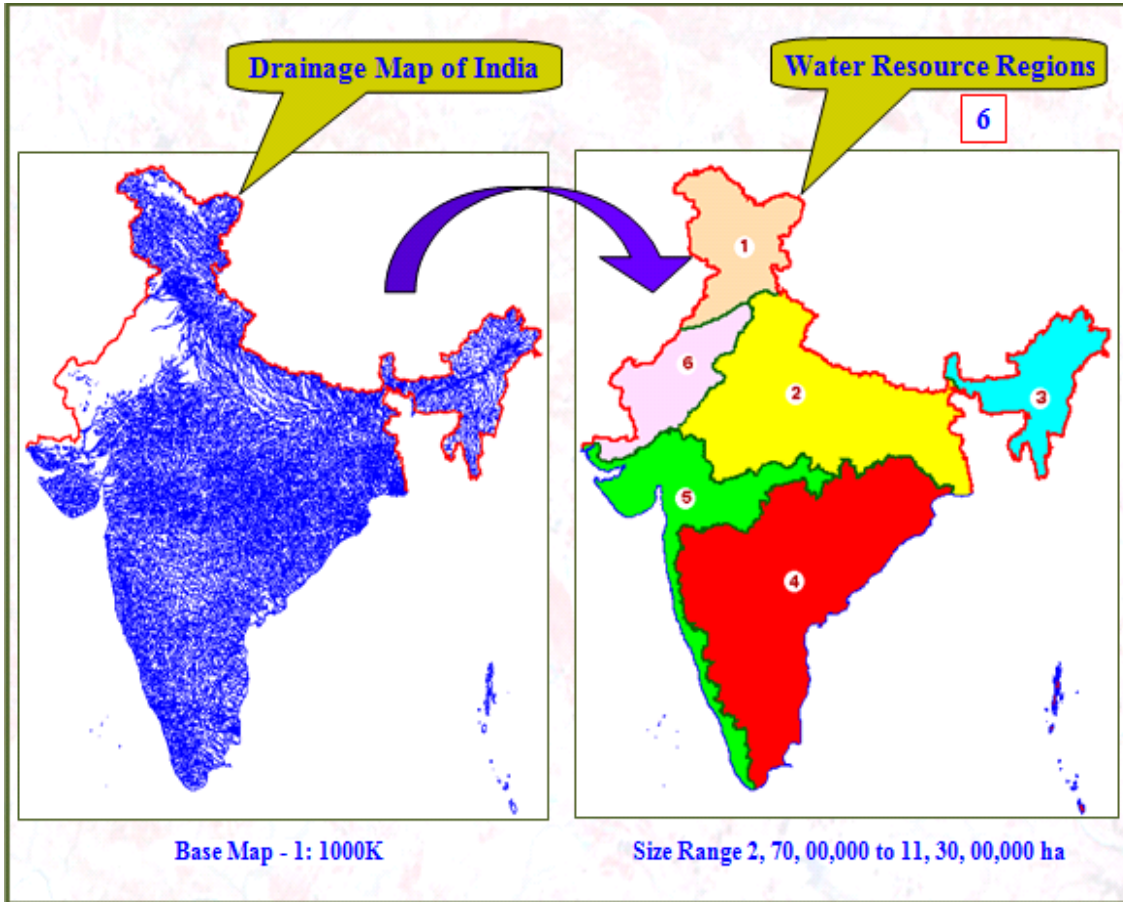 Drainage Map of India
Water Resource Regions
6
1
6
2
3
5
4
Base Map - 1: 1000K
Size Range 2, 70, 00,000 to 11, 30, 00,000 ha